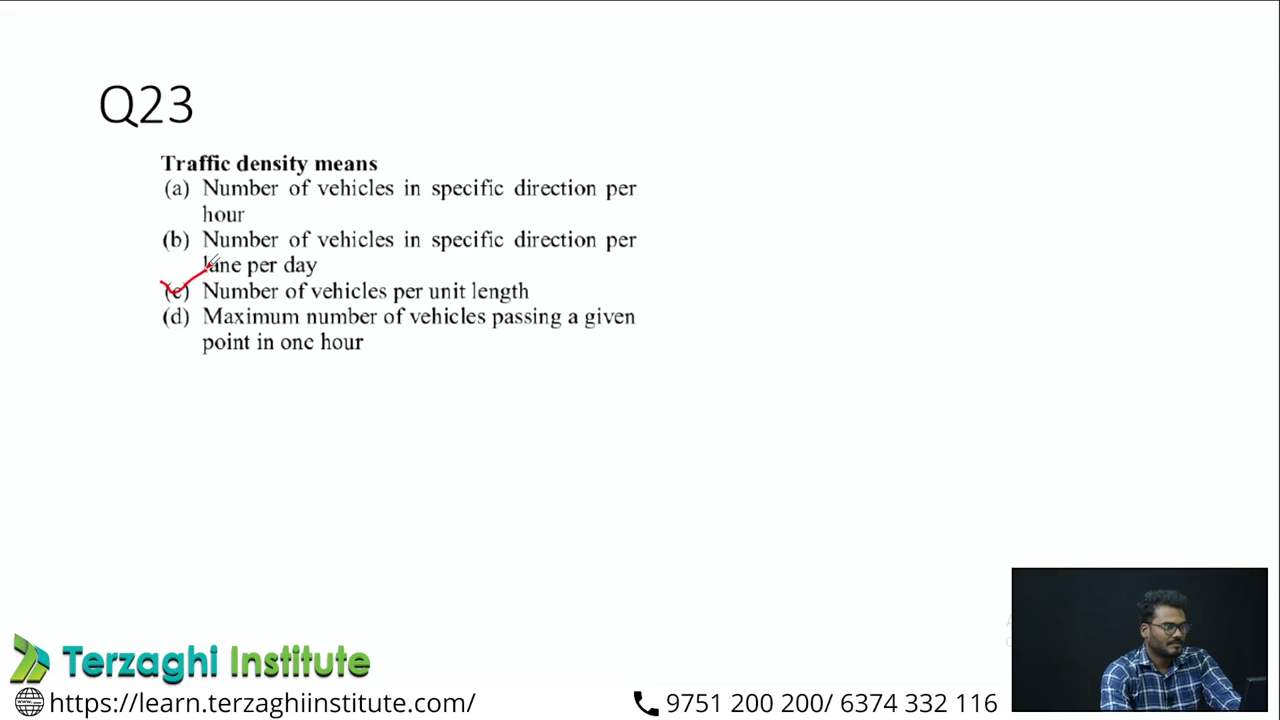 Q23
Traffic density means
(a) Number of vehicles in specific direction per
hour
(b) Number of vehicles in specific direction per
lane per day
(c) Number of vehicles per unit length
(d) Maximum number of vehicles passing a given
point in one hour
Terzaghi Institute
https://learn.terzaghiinstitute.com/
9751 200 200/ 6374 332 116